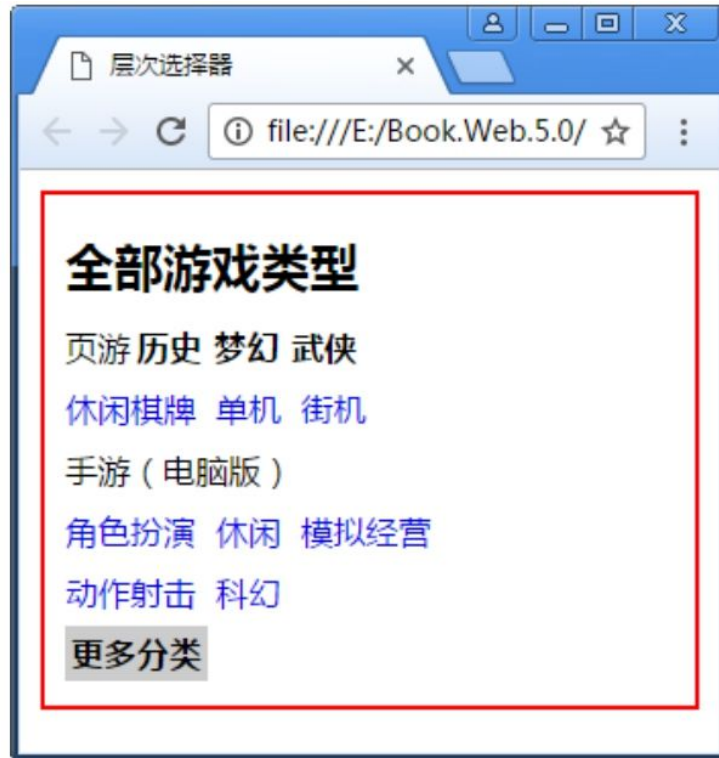 层次选择器
file:///E:/Book.Web.5.0/
全部游戏类型
页游 历史 梦幻 武侠
休闲棋牌 单机 街机
手游（电脑版）
角色扮演 休闲 模拟经营
动作射击 科幻
更多分类